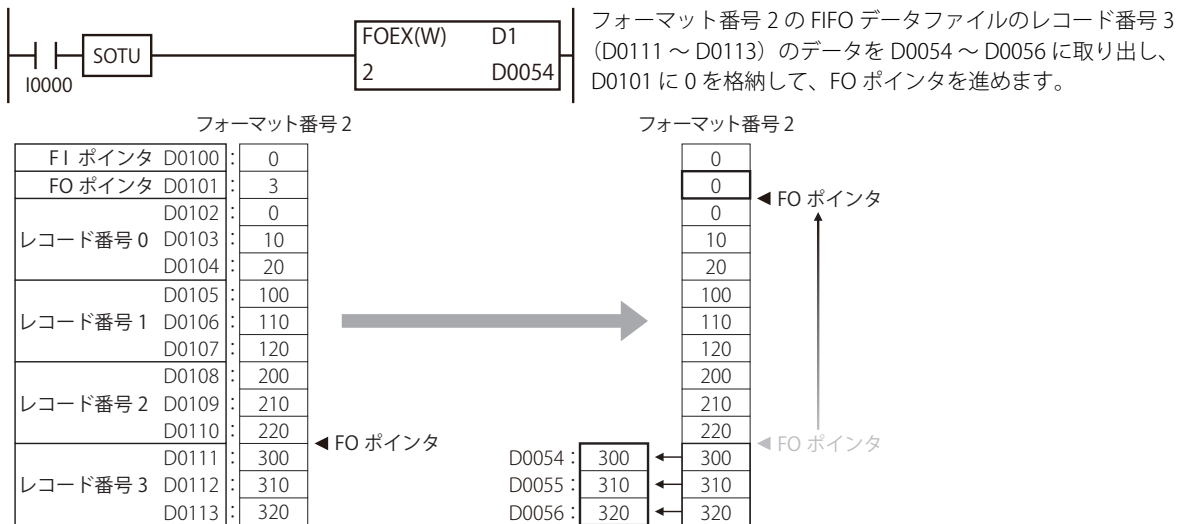 SOTU
I0000
FOEX(W) D1
2 D0054
フォーマット番号 2 の FIFO データファイルのレコード番号 3
（D0111 ～ D0113）のデータを D0054 ～ D0056 に取り出し、
D0101 に 0 を格納して、FO ポインタを進めます。
フォーマット番号 2
FI ポインタ D0100 : 0
FO ポインタ D0101 : 3
D0102 : 0
レコード番号 0 D0103 : 10
D0104 : 20
D0105 : 100
レコード番号 1 D0106 : 110
D0107 : 120
D0108 : 200
レコード番号 2 D0109 : 210
D0110 : 220
◀ FO ポインタ
D0111 : 300
レコード番号 3 D0112 : 310
D0113 : 320
フォーマット番号 2
0
0
◀ FO ポインタ
0
10
20
100
110
120
200
210
220
◀ FO ポインタ
D0054 : 300 300
D0055 : 310 310
D0056 : 320 320